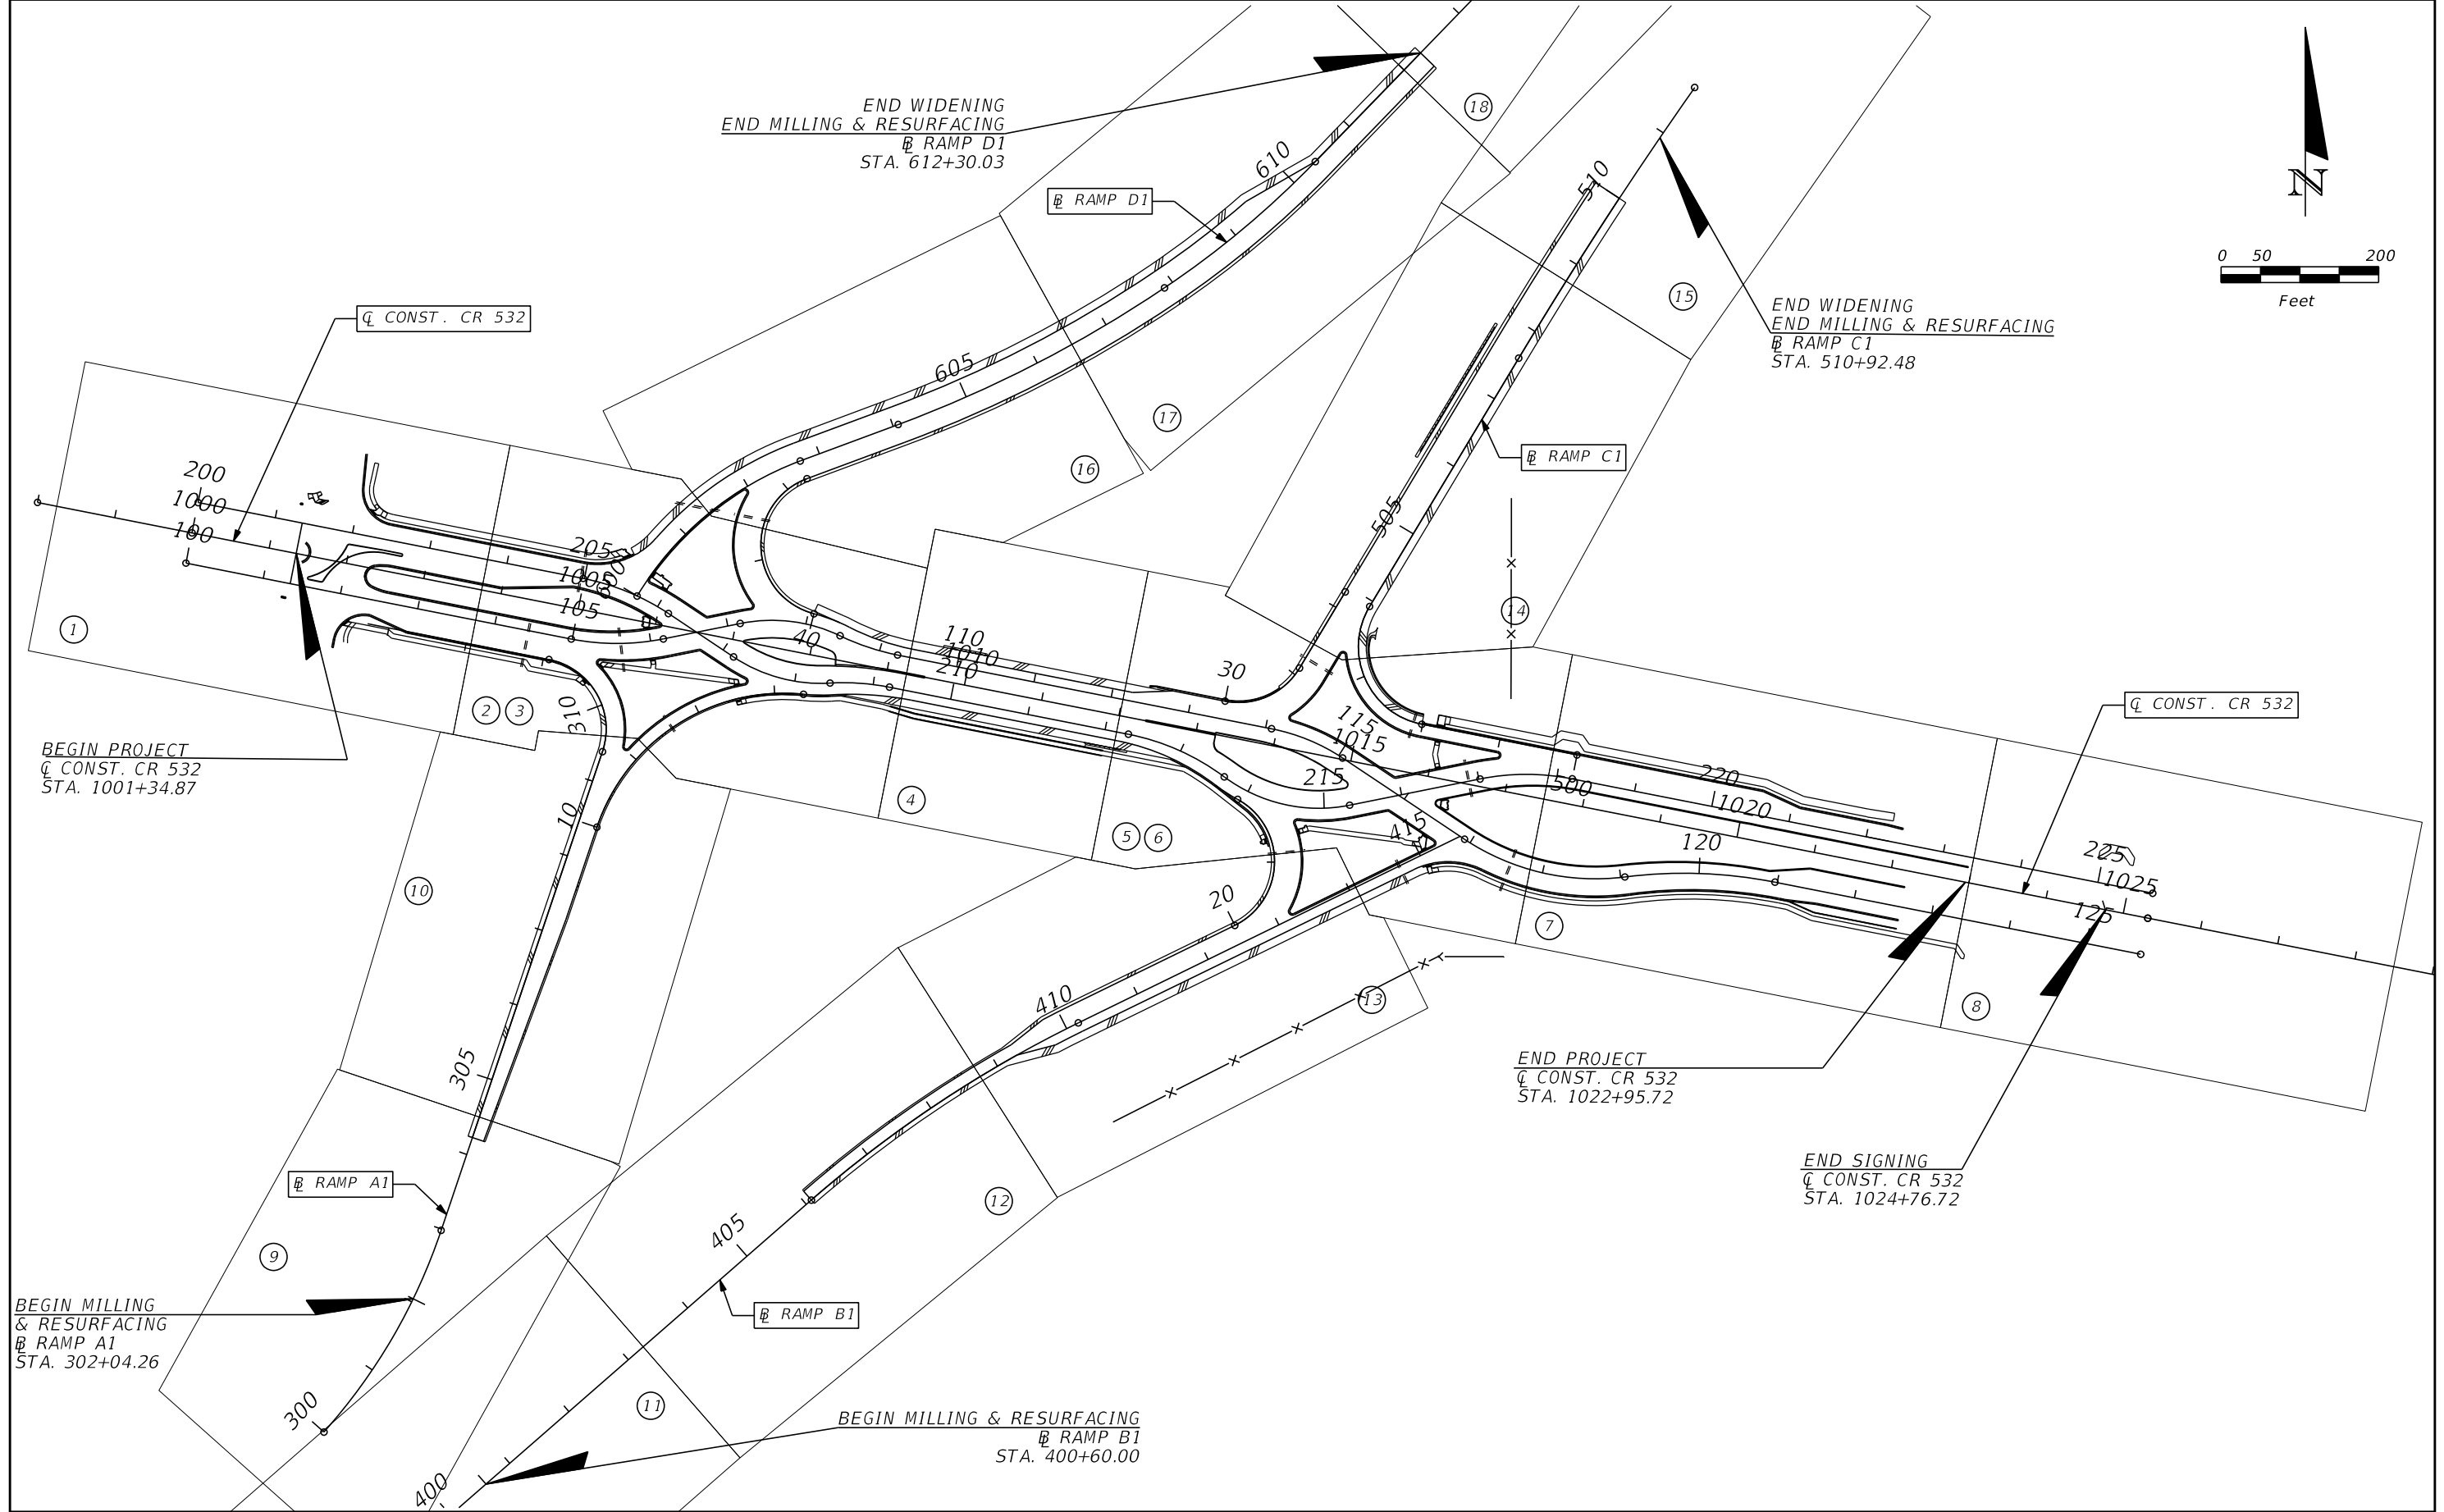 END WIDENING
END MILLING & RESURFACING
℄ RAMP D1
STA. 612+30.03
18
610
510
N
℄ RAMP D1
0 50 200
Feet
15
END WIDENING
END MILLING & RESURFACING
℄ RAMP C1
STA. 510+92.48
℄ CONST. CR 532
605
17
16
℄ RAMP C1
200
1000
100
505
205
1005
600
105
14
1
110
1010
210
40
30
2 3
310
115
1015
215
220
500
1020
℄ CONST. CR 532
BEGIN PROJECT
℄ CONST. CR 532
STA. 1001+34.87
4
5 6
10
415
120
225
1025
125
10
20
7
410
13
8
305
END PROJECT
℄ CONST. CR 532
STA. 1022+95.72
END SIGNING
℄ CONST. CR 532
STA. 1024+76.72
℄ RAMP A1
12
405
9
BEGIN MILLING
& RESURFACING
℄ RAMP A1
STA. 302+04.26
℄ RAMP B1
300
11
BEGIN MILLING & RESURFACING
℄ RAMP B1
STA. 400+60.00
400